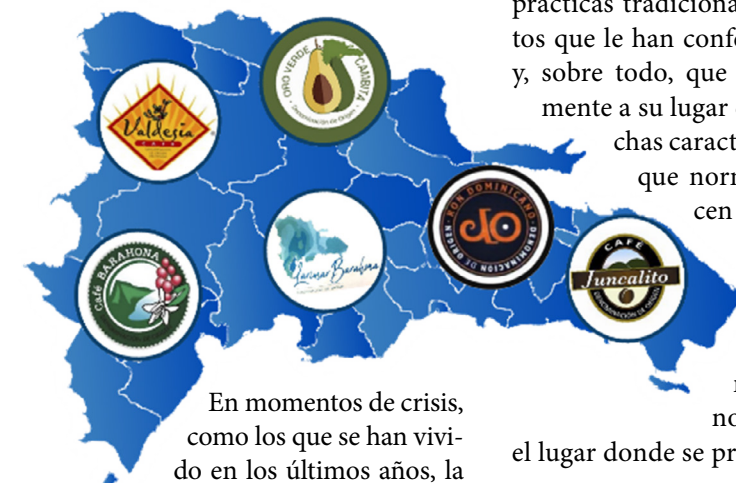 prácticas tradiciona
tos que le han confe
y, sobre todo, que
mente a su lugar
chas caract
que norr
cen
ORO VERDE CAMBITA
Denominación de Origen
Valdesia
CAFÉ
RON DOMINICANO
DENOMINACIÓN DE ORIGEN
Larimar Barahona
CAFÉ
Juncalito
DENOMINACIÓN DE ORIGEN
Café BARAHONA
En momentos de crisis,
como los que se han vivi-
do en los últimos años, la
no
el lugar donde se pr